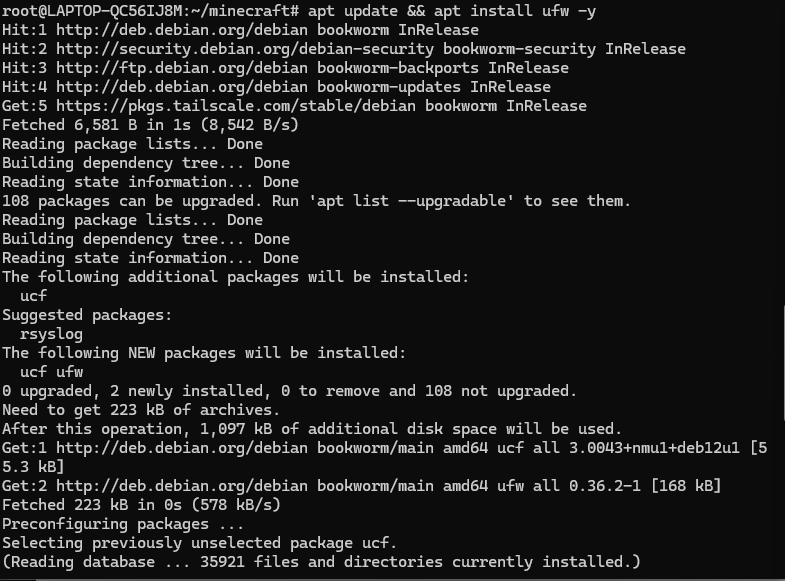 root@LAPTOP-QC56IJ8M:~/minecraft# apt update && apt install ufw -y
Hit:1 http://deb.debian.org/debian bookworm InRelease
Hit:2 http://security.debian.org/debian-security bookworm-security InRelease
Hit:3 http://ftp.debian.org/debian bookworm-backports InRelease
Hit:4 http://deb.debian.org/debian bookworm-updates InRelease
Get:5 https://pkgs.tailscale.com/stable/debian bookworm InRelease
Fetched 6,581 B in 1s (8,542 B/s)
Reading package lists... Done
Building dependency tree... Done
Reading state information... Done
108 packages can be upgraded. Run 'apt list --upgradable' to see them.
Reading package lists... Done
Building dependency tree... Done
Reading state information... Done
The following additional packages will be installed:
  ucf
Suggested packages:
  rsyslog
The following NEW packages will be installed:
  ucf ufw
0 upgraded, 2 newly installed, 0 to remove and 108 not upgraded.
Need to get 223 kB of archives.
After this operation, 1,097 kB of additional disk space will be used.
Get:1 http://deb.debian.org/debian bookworm/main amd64 ucf all 3.0043+nmu1+deb12u1 [5
5.3 kB]
Get:2 http://deb.debian.org/debian bookworm/main amd64 ufw all 0.36.2-1 [168 kB]
Fetched 223 kB in 0s (578 kB/s)
Preconfiguring packages ...
Selecting previously unselected package ucf.
(Reading database ... 35921 files and directories currently installed.)